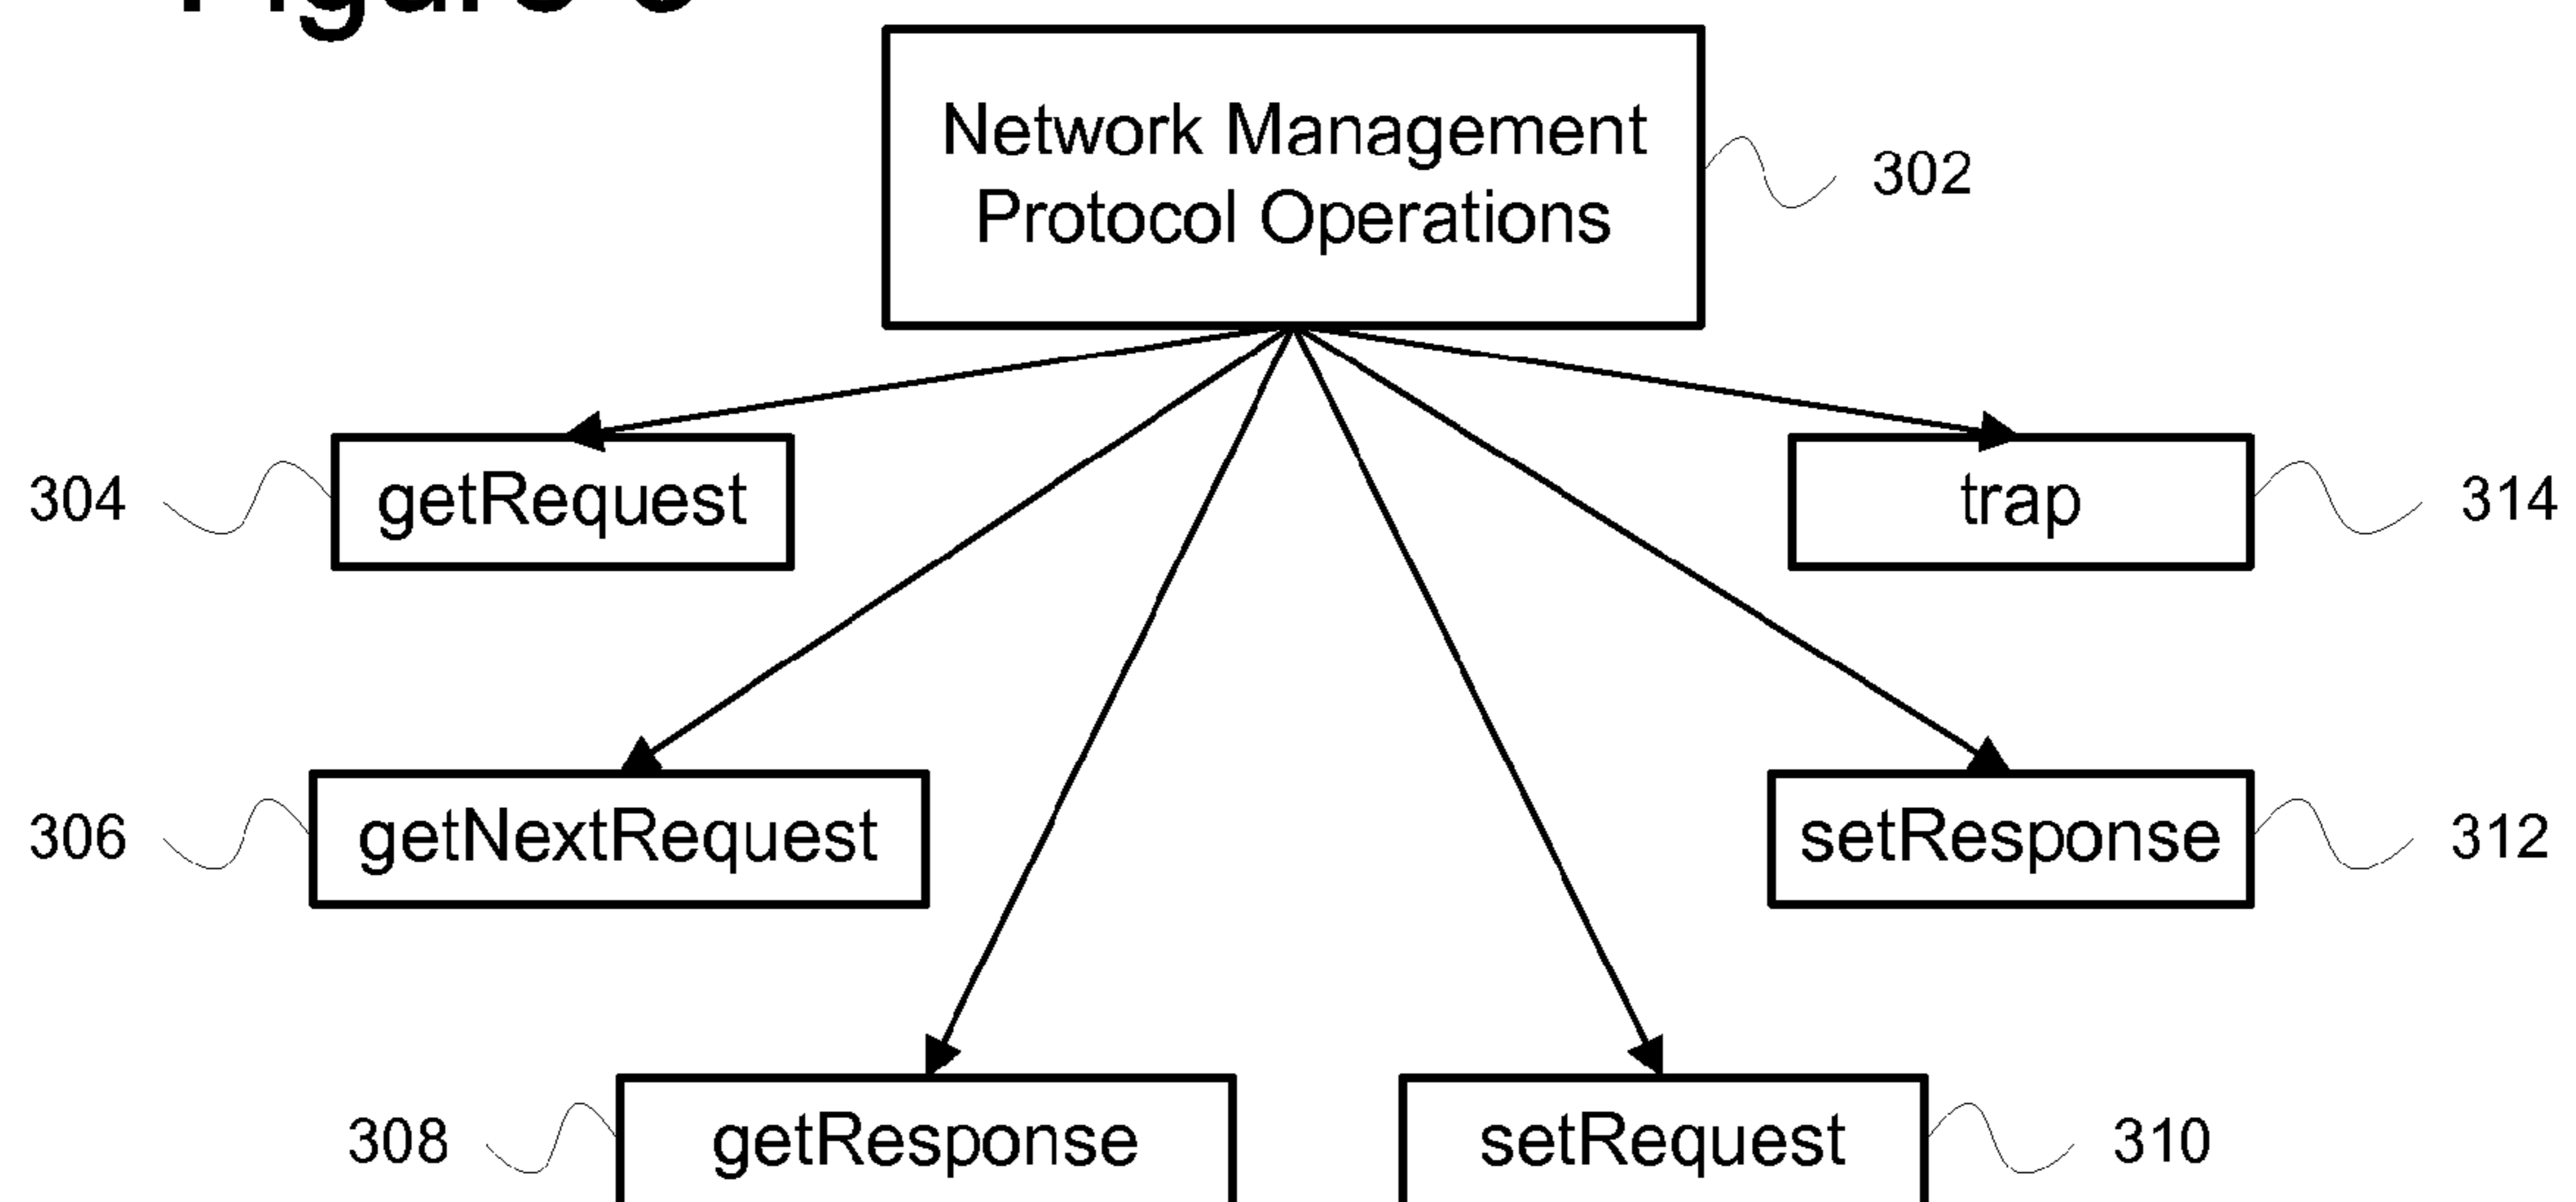 Network Management
Protocol Operations
302
304
getRequest
trap
314
306
getNextRequest
setResponse
312
308
getResponse
setRequest
310